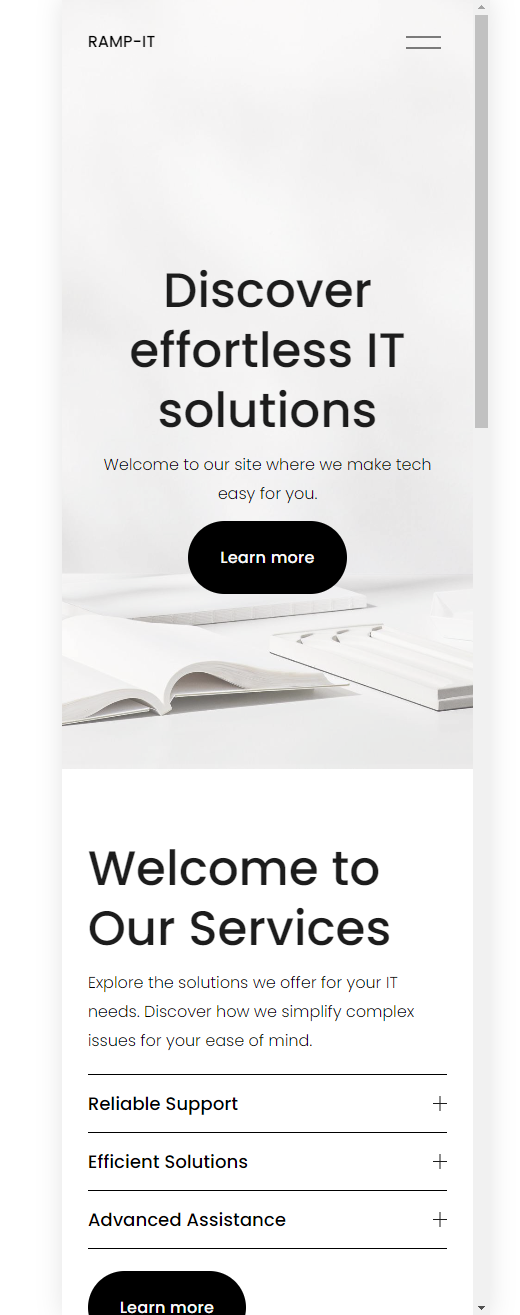 RAMP-IT
Discover
effortless IT
solutions
Welcome to our site where we make tech
easy for you.
Learn more
Welcome to
Our Services
Explore the solutions we offer for your IT
needs. Discover how we simplify complex
issues for your ease of mind.
Reliable Support
Efficient Solutions
Advanced Assistance
Learn more